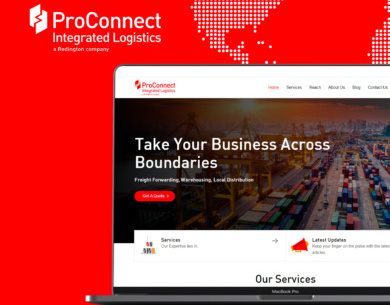 ProConnect
Integrated Logistics
a Redington company
ProConnect
Integrated Logistics
Home Services Reach About Us Blog Contact Us
Take Your Business Across
Boundaries
Freight Forwarding, Warehousing, Local Distribution
Get A Quote >
Services
Our Expertise lies in
Latest Updates
Keep your finger on the pulse with the latest
articles.
Our Services
MacBook Pro